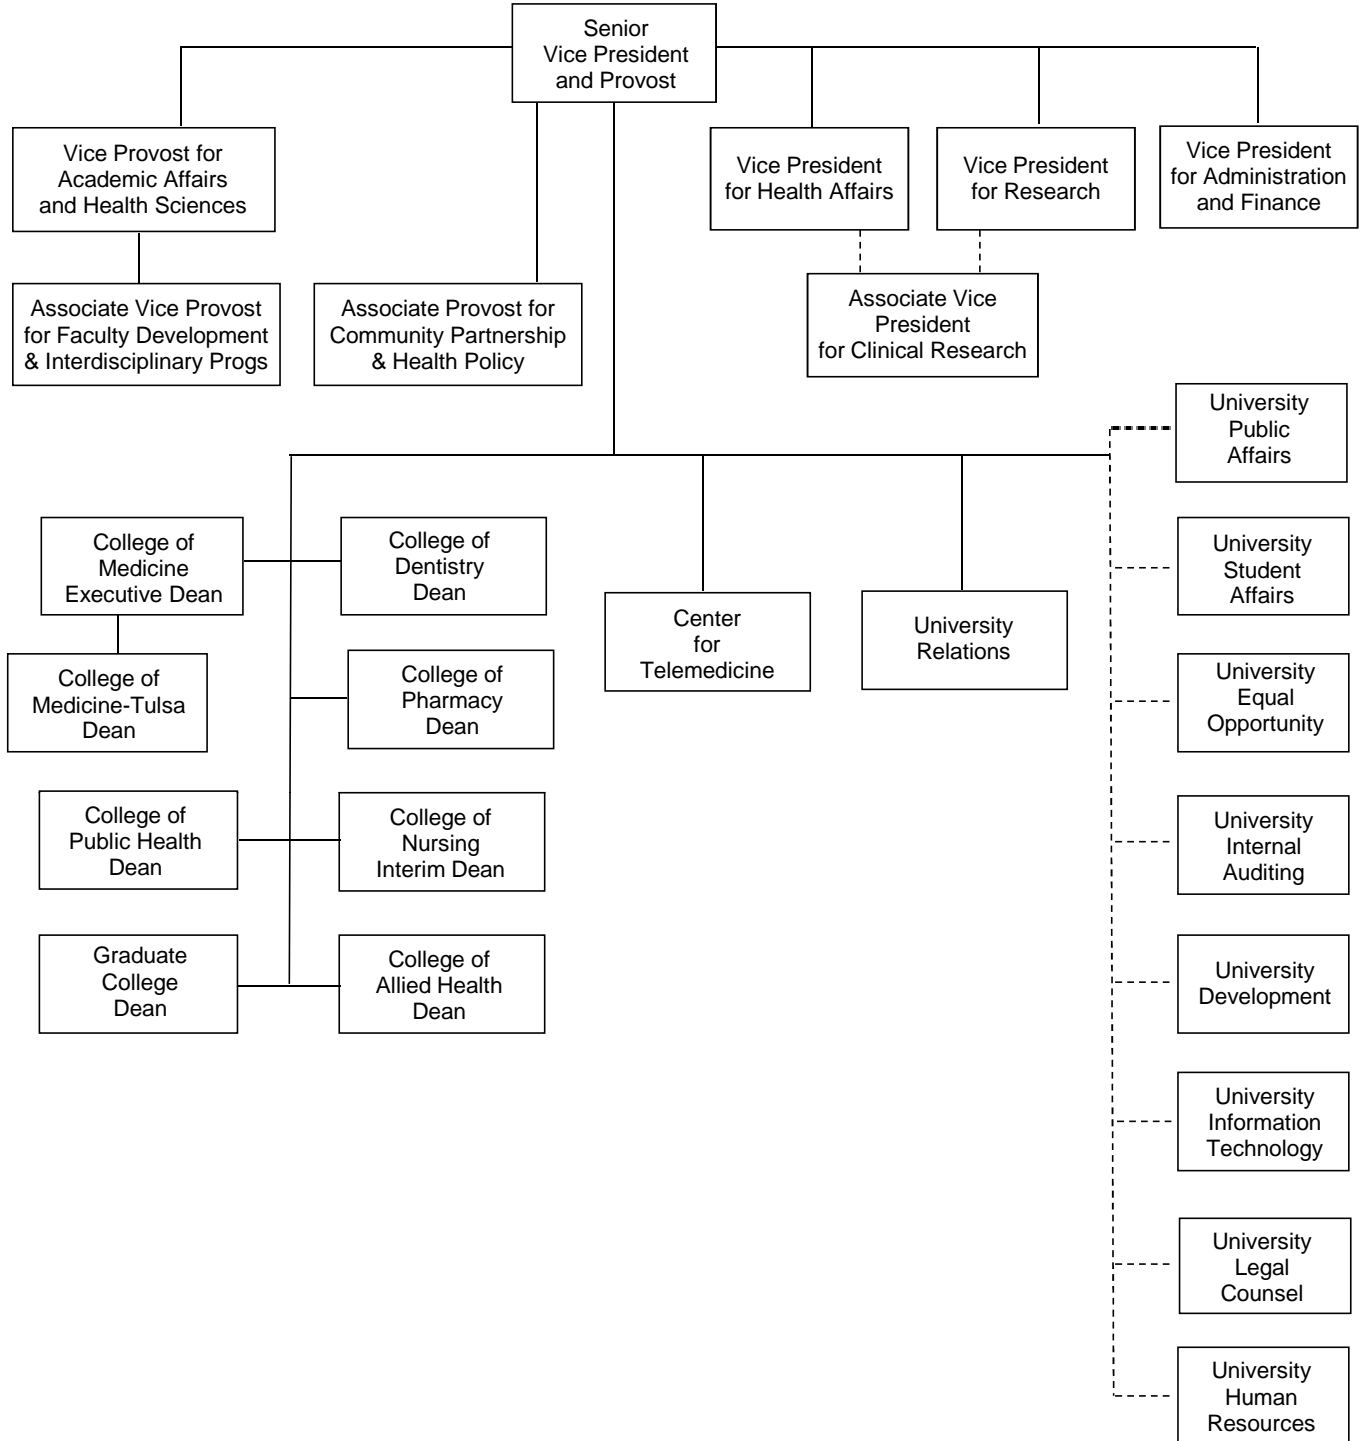 Senior
Vice President
and Provost
Vice Provost for
Academic Affairs
and Health Sciences
Vice President
for Health Affairs
Vice President
for Research
Vice President
for Administration
and Finance
Associate Vice Provost
for Faculty Development
& Interdisciplinary Progs
Associate Provost for
Community Partnership
& Health Policy
Associate Vice
President
for Clinical Research
University
Public
Affairs
College of
Medicine
Executive Dean
College of
Dentistry
Dean
Center
for
Telemedicine
University
Relations
University
Student
Affairs
College of
Medicine-Tulsa
Dean
College of
Pharmacy
Dean
University
Equal
Opportunity
College of
Public Health
Dean
College of
Nursing
Interim Dean
University
Internal
Auditing
Graduate
College
Dean
College of
Allied Health
Dean
University
Development
University
Information
Technology
University
Legal
Counsel
University
Human
Resources